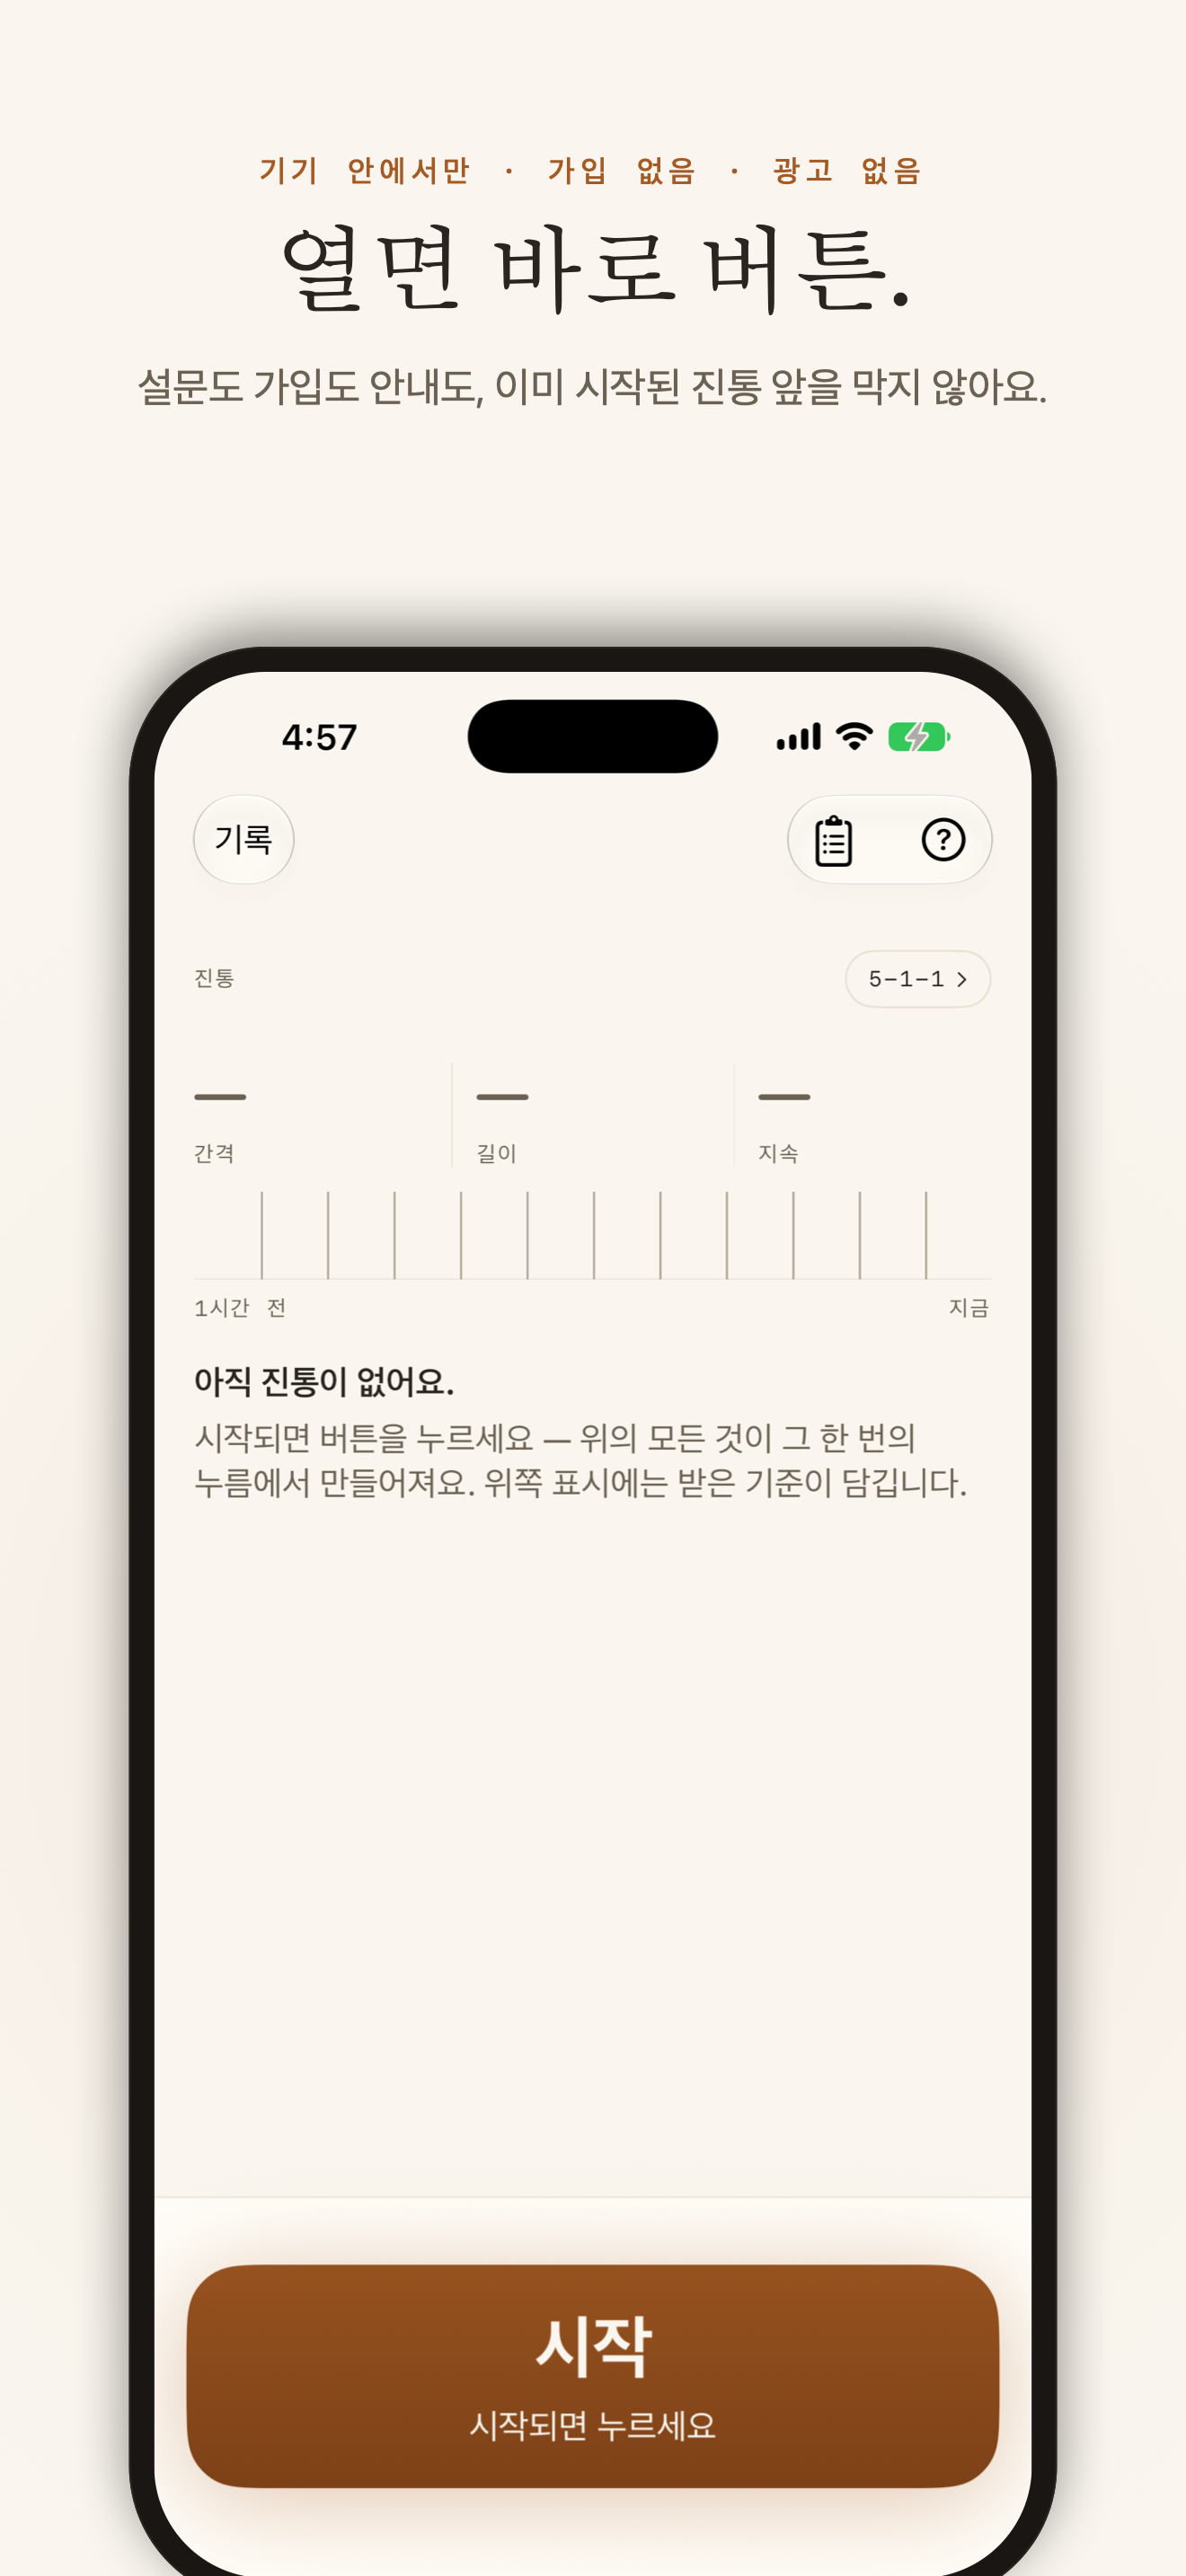 기기 안에서만 · 가입 없음 · 광고 없음
열면 바로 버튼.
설문도 가입도 안내도, 이미 시작된 진통 앞을 막지 않아요.
4:57
기록
?
진통
5-1-1 >
— — —
간격 길이 지속
1시간 전 지금
아직 진통이 없어요.
시작되면 버튼을 누르세요 — 위의 모든 것이 그 한 번의
누름에서 만들어져요. 위쪽 표시에는 받은 기준이 담깁니다.
시작
시작되면 누르세요